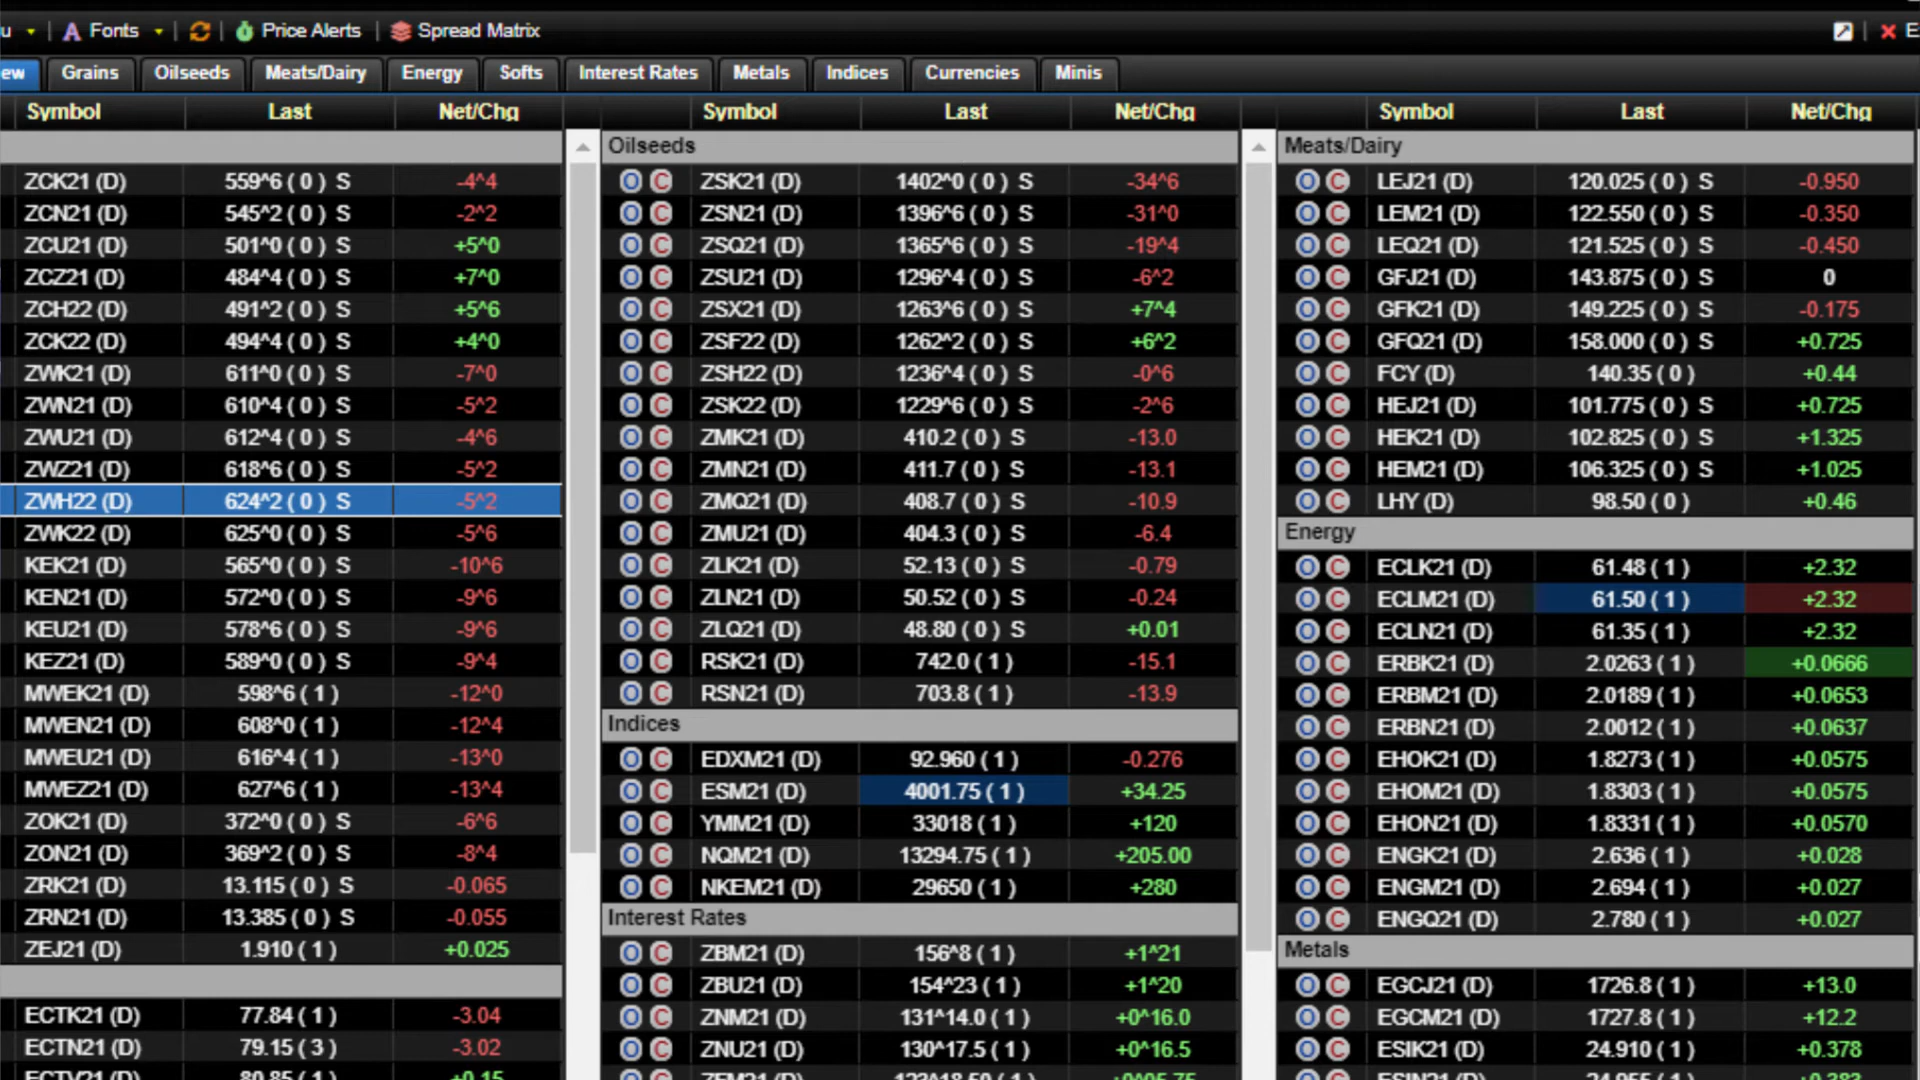 Fonts Price Alerts Spread Matrix
Grains Oilseeds Meats/Dairy Energy Softs Interest Rates Metals Indices Currencies Minis
Symbol Last Net/Chg
ZCK21 (D) 559^6 ( 0 ) S -4^4
ZCN21 (D) 545^2 ( 0 ) S -2^2
ZCU21 (D) 501^0 ( 0 ) S +5^0
ZCZ21 (D) 484^4 ( 0 ) S +7^0
ZCH22 (D) 491^2 ( 0 ) S +5^6
ZCK22 (D) 494^4 ( 0 ) S +4^0
ZWK21 (D) 611^0 ( 0 ) S -7^0
ZWN21 (D) 610^4 ( 0 ) S -5^2
ZWU21 (D) 612^4 ( 0 ) S -4^6
ZWZ21 (D) 618^6 ( 0 ) S -5^2
ZWH22 (D) 624^2 ( 0 ) S -5^2
ZWK22 (D) 625^0 ( 0 ) S -5^6
KEK21 (D) 565^0 ( 0 ) S -10^6
KEN21 (D) 572^0 ( 0 ) S -9^6
KEU21 (D) 578^6 ( 0 ) S -9^6
KEZ21 (D) 589^0 ( 0 ) S -9^4
MWEK21 (D) 598^6 ( 1 ) -12^0
MWEN21 (D) 608^0 ( 1 ) -12^4
MWEU21 (D) 616^4 ( 1 ) -13^0
MWEZ21 (D) 627^6 ( 1 ) -13^4
ZOK21 (D) 372^0 ( 0 ) S -6^6
ZON21 (D) 369^2 ( 0 ) S -8^4
ZRK21 (D) 13.115 ( 0 ) S -0.065
ZRN21 (D) 13.385 ( 0 ) S -0.055
ZEJ21 (D) 1.910 ( 1 ) +0.025
ECTK21 (D) 77.84 ( 1 ) -3.04
ECTN21 (D) 79.15 ( 3 ) -3.02
Symbol Last Net/Chg
Oilseeds
O C ZSK21 (D) 1402^0 ( 0 ) S -34^6
O C ZSN21 (D) 1396^6 ( 0 ) S -31^0
O C ZSQ21 (D) 1365^6 ( 0 ) S -19^4
O C ZSU21 (D) 1296^4 ( 0 ) S -6^2
O C ZSX21 (D) 1263^6 ( 0 ) S +7^4
O C ZSF22 (D) 1262^2 ( 0 ) S +6^2
O C ZSH22 (D) 1236^4 ( 0 ) S -0^6
O C ZSK22 (D) 1229^6 ( 0 ) S -2^6
O C ZMK21 (D) 410.2 ( 0 ) S -13.0
O C ZMN21 (D) 411.7 ( 0 ) S -13.1
O C ZMQ21 (D) 408.7 ( 0 ) S -10.9
O C ZMU21 (D) 404.3 ( 0 ) S -6.4
O C ZLK21 (D) 52.13 ( 0 ) S -0.79
O C ZLN21 (D) 50.52 ( 0 ) S -0.24
O C ZLQ21 (D) 48.80 ( 0 ) S +0.01
O C RSK21 (D) 742.0 ( 1 ) -15.1
O C RSN21 (D) 703.8 ( 1 ) -13.9
Indices
O C EDXM21 (D) 92.960 ( 1 ) -0.276
O C ESM21 (D) 4001.75 ( 1 ) +34.25
O C YMM21 (D) 33018 ( 1 ) +120
O C NQM21 (D) 13294.75 ( 1 ) +205.00
O C NKEM21 (D) 29650 ( 1 ) +280
Interest Rates
O C ZBM21 (D) 156^8 ( 1 ) +1^21
O C ZBU21 (D) 154^23 ( 1 ) +1^20
O C ZNM21 (D) 131^14.0 ( 1 ) +0^16.0
O C ZNU21 (D) 130^17.5 ( 1 ) +0^16.5
Symbol Last Net/Chg
Meats/Dairy
O C LEJ21 (D) 120.025 ( 0 ) S -0.950
O C LEM21 (D) 122.550 ( 0 ) S -0.350
O C LEQ21 (D) 121.525 ( 0 ) S -0.450
O C GFJ21 (D) 143.875 ( 0 ) S 0
O C GFK21 (D) 149.225 ( 0 ) S -0.175
O C GFQ21 (D) 158.000 ( 0 ) S +0.725
O C FCY (D) 140.35 ( 0 ) +0.44
O C HEJ21 (D) 101.775 ( 0 ) S +0.725
O C HEK21 (D) 102.825 ( 0 ) S +1.325
O C HEM21 (D) 106.325 ( 0 ) S +1.025
O C LHY (D) 98.50 ( 0 ) +0.46
Energy
O C ECLK21 (D) 61.48 ( 1 ) +2.32
O C ECLM21 (D) 61.50 ( 1 ) +2.32
O C ECLN21 (D) 61.35 ( 1 ) +2.32
O C ERBK21 (D) 2.0263 ( 1 ) +0.0666
O C ERBM21 (D) 2.0189 ( 1 ) +0.0653
O C ERBN21 (D) 2.0012 ( 1 ) +0.0637
O C EHOK21 (D) 1.8273 ( 1 ) +0.0575
O C EHOM21 (D) 1.8303 ( 1 ) +0.0575
O C EHON21 (D) 1.8331 ( 1 ) +0.0570
O C ENGK21 (D) 2.636 ( 1 ) +0.028
O C ENGM21 (D) 2.694 ( 1 ) +0.027
O C ENGQ21 (D) 2.780 ( 1 ) +0.027
Metals
O C EGCJ21 (D) 1726.8 ( 1 ) +13.0
O C EGCM21 (D) 1727.8 ( 1 ) +12.2
O C ESIK21 (D) 24.910 ( 1 ) +0.378